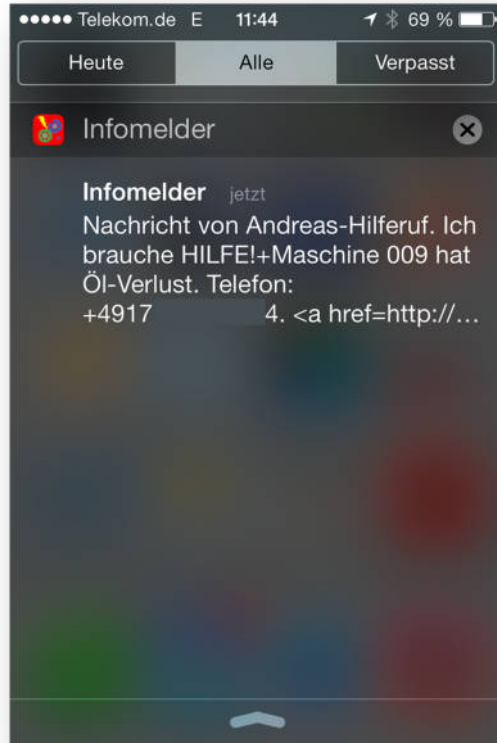 Telekom.de E 11:44 69 %
Heute Alle Verpasst
Infomelder
Infomelder jetzt
Nachricht von Andreas-Hilferuf. Ich
brauche HILFE!+Maschine 009 hat
Öl-Verlust. Telefon:
+4917 4. <a href=http://…